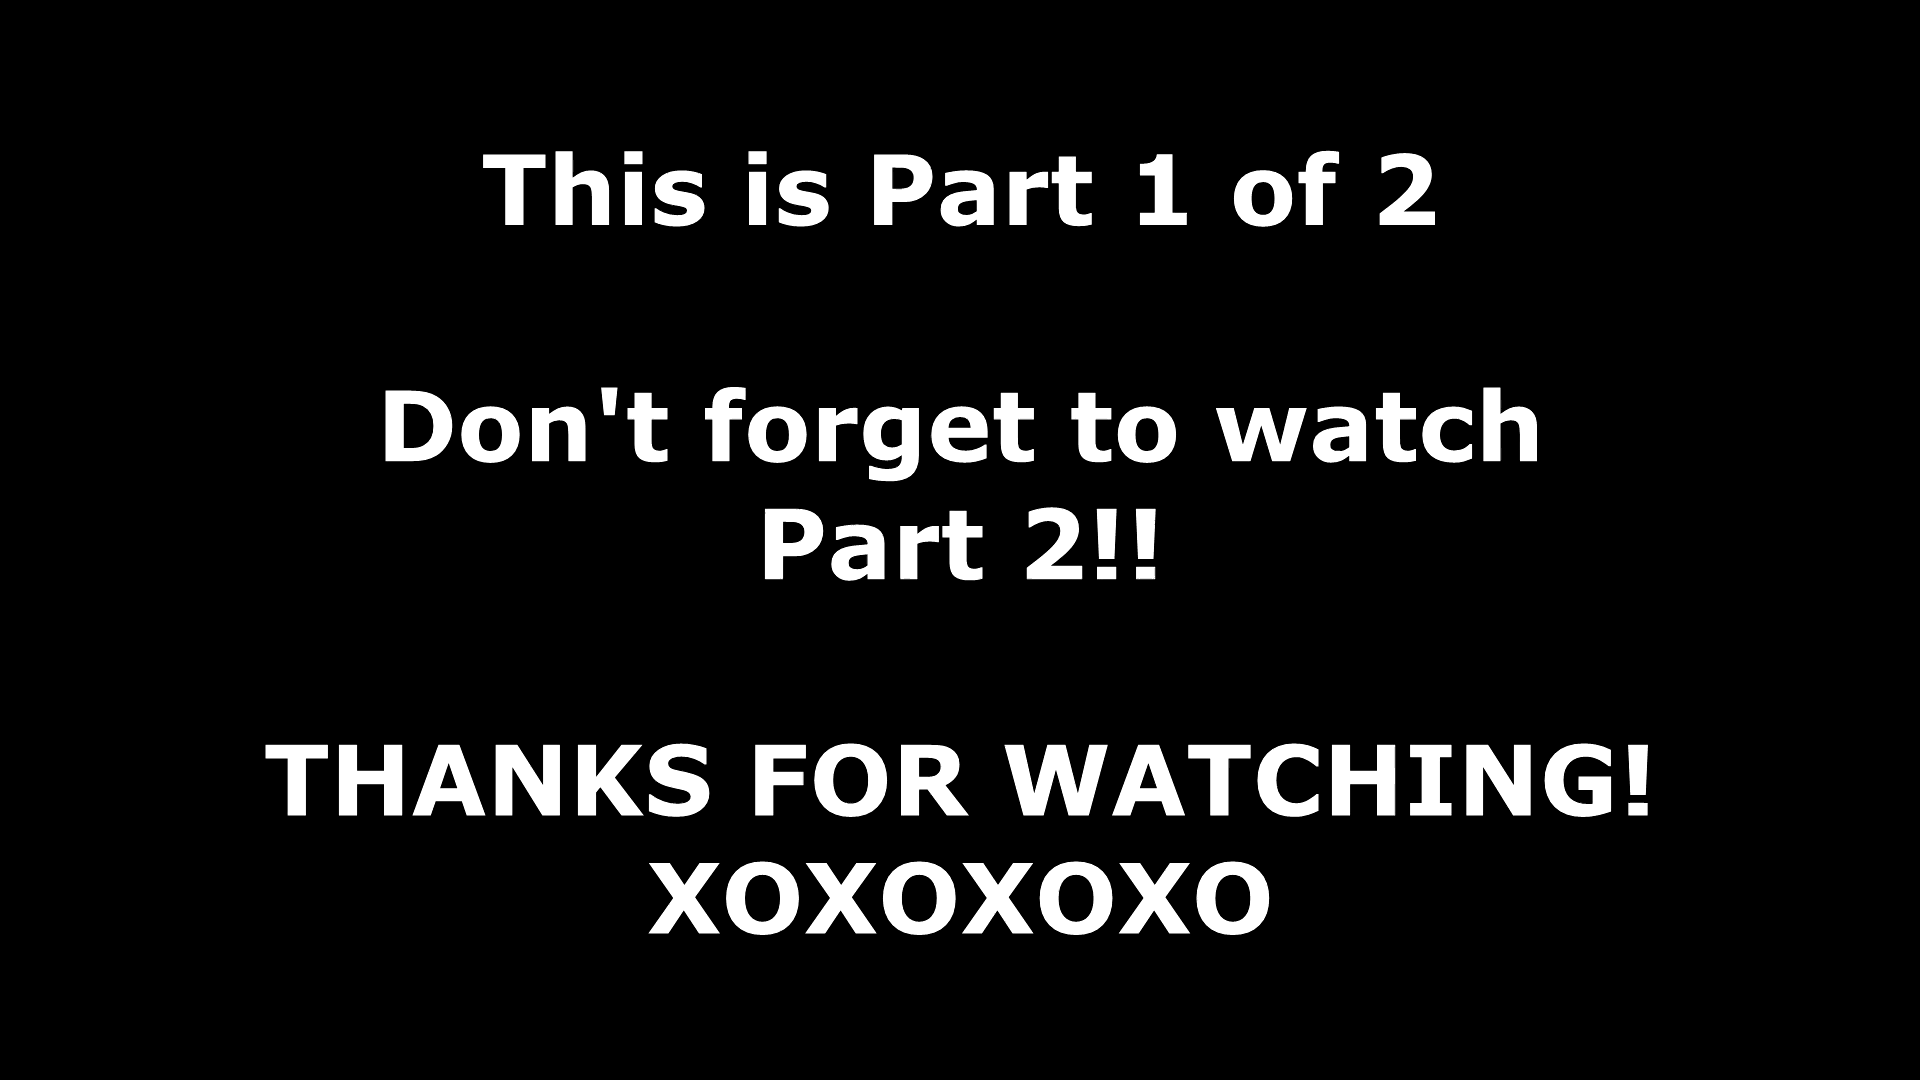 This is Part 1 of 2
Don't forget to watch
Part 2!!
THANKS FOR WATCHING!
XOXOXOXO